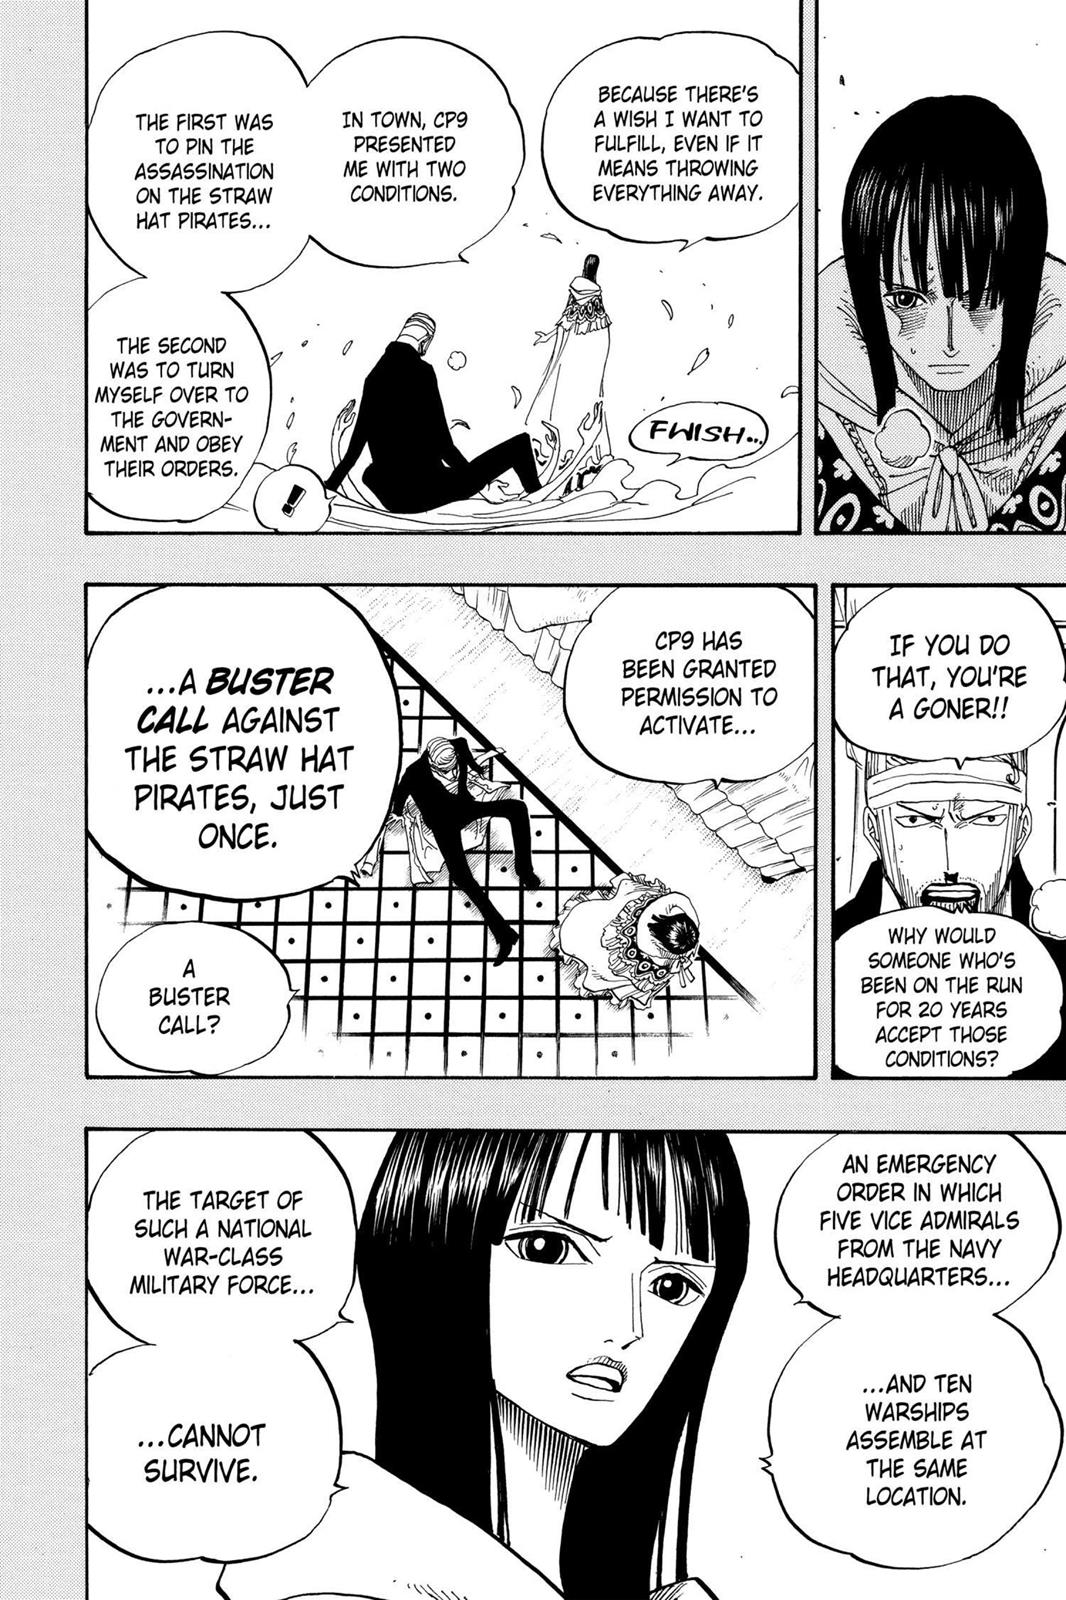 BECAUSE THERE'S
A WISH I WANT TO
FULFILL, EVEN IF IT
MEANS THROWING
EVERYTHING AWAY.
IN TOWN, CP9
PRESENTED
ME WITH TWO
CONDITIONS.
THE FIRST WAS
TO PIN THE
ASSASSINATION
ON THE STRAW
HAT PIRATES...
THE SECOND
WAS TO TURN
MYSELF OVER TO
THE GOVERN-
MENT AND OBEY
THEIR ORDERS.
!
FWISH...
IF YOU DO
THAT, YOU'RE
A GONER!!
WHY WOULD
SOMEONE WHO'S
BEEN ON THE RUN
FOR 20 YEARS
ACCEPT THOSE
CONDITIONS?
CP9 HAS
BEEN GRANTED
PERMISSION TO
ACTIVATE...
...A BUSTER
CALL AGAINST
THE STRAW HAT
PIRATES, JUST
ONCE.
A
BUSTER
CALL?
AN EMERGENCY
ORDER IN WHICH
FIVE VICE ADMIRALS
FROM THE NAVY
HEADQUARTERS...
...AND TEN
WARSHIPS
ASSEMBLE AT
THE SAME
LOCATION.
THE TARGET OF
SUCH A NATIONAL
WAR-CLASS
MILITARY FORCE...
...CANNOT
SURVIVE.